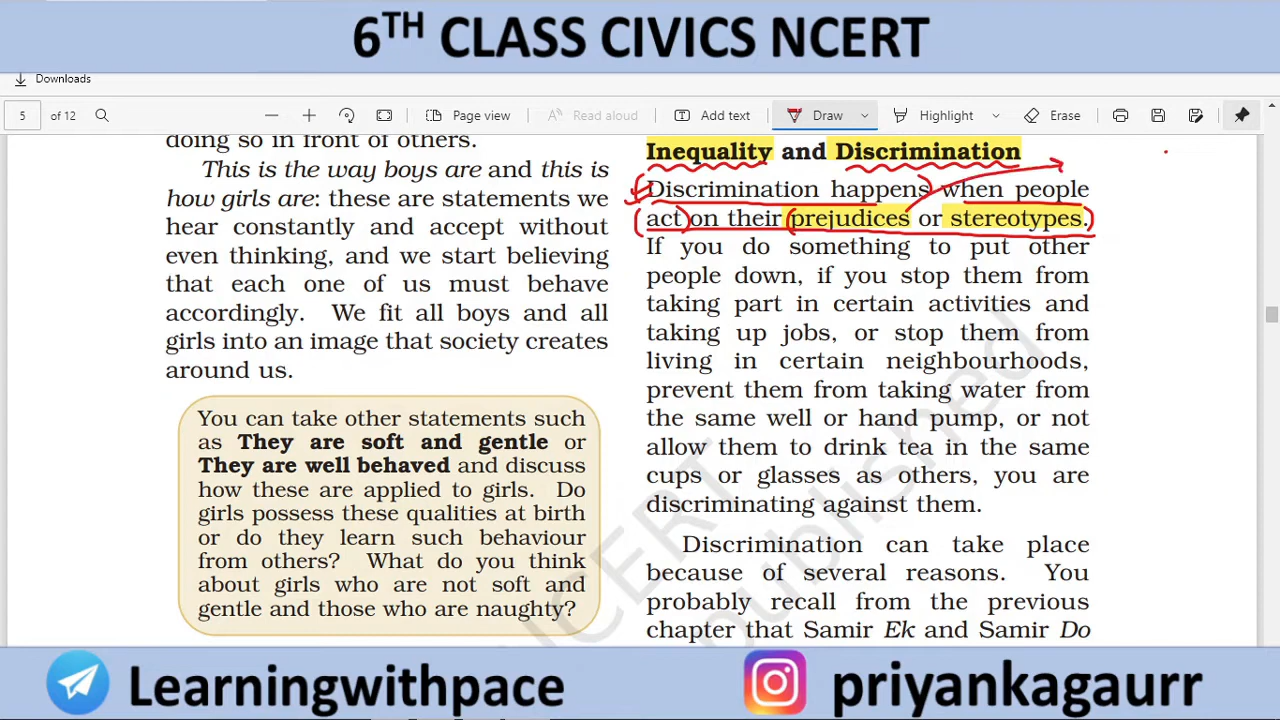 6TH CLASS CIVICS NCERT
Downloads
5 of 12
Page view
Read aloud
Add text
Draw
Highlight
Erase
doing so in front of others.
This is the way boys are and this is
how girls are: these are statements we
hear constantly and accept without
even thinking, and we start believing
that each one of us must behave
accordingly. We fit all boys and all
girls into an image that society creates
around us.
You can take other statements such
as They are soft and gentle or
They are well behaved and discuss
how these are applied to girls. Do
girls possess these qualities at birth
or do they learn such behaviour
from others? What do you think
about girls who are not soft and
gentle and those who are naughty?
Inequality and Discrimination
Discrimination happens when people
act on their prejudices or stereotypes.
If you do something to put other
people down, if you stop them from
taking part in certain activities and
taking up jobs, or stop them from
living in certain neighbourhoods,
prevent them from taking water from
the same well or hand pump, or not
allow them to drink tea in the same
cups or glasses as others, you are
discriminating against them.
Discrimination can take place
because of several reasons. You
probably recall from the previous
chapter that Samir Ek and Samir Do
Learningwithpace
priyankagaurr